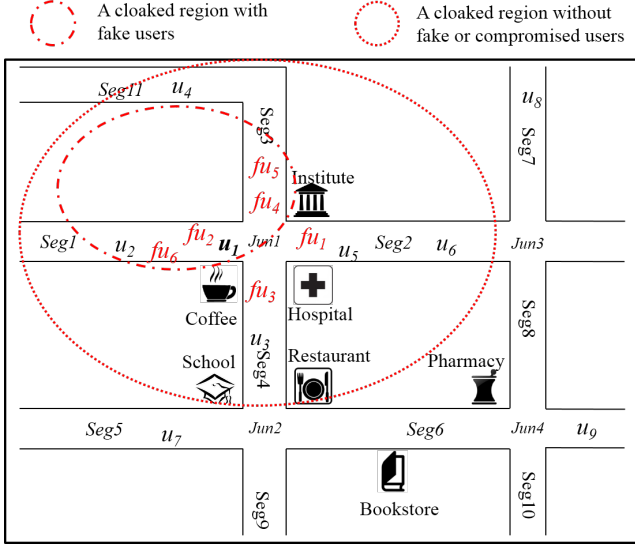 A cloaked region with
fake users
A cloaked region without
fake or compromised users
Seg11 u4
u8
Seg3
Seg7
fu5
Institute
fu4
Seg1 u2 fu6 fu2 u1 Jun1 fu1 u5 Seg2 u6 Jun3
fu3
Coffee
Hospital
Seg8
u3
School
Seg4
Restaurant
Pharmacy
Seg5 u7 Jun2 Seg6 Jun4 u9
Seg9
Bookstore
Seg10